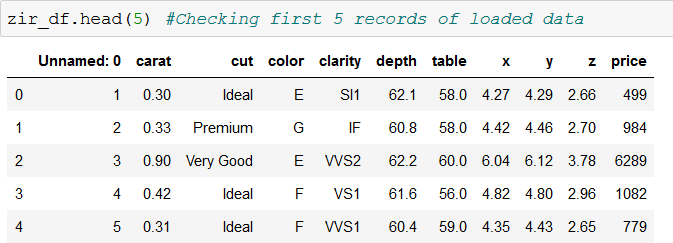 zir_df.head(5) #Checking first 5 records of loaded data
Unnamed: 0 carat cut color clarity depth table x y z price
0 1 0.30 Ideal E SI1 62.1 58.0 4.27 4.29 2.66 499
1 2 0.33 Premium G IF 60.8 58.0 4.42 4.46 2.70 984
2 3 0.90 Very Good E VVS2 62.2 60.0 6.04 6.12 3.78 6289
3 4 0.42 Ideal F VS1 61.6 56.0 4.82 4.80 2.96 1082
4 5 0.31 Ideal F VVS1 60.4 59.0 4.35 4.43 2.65 779